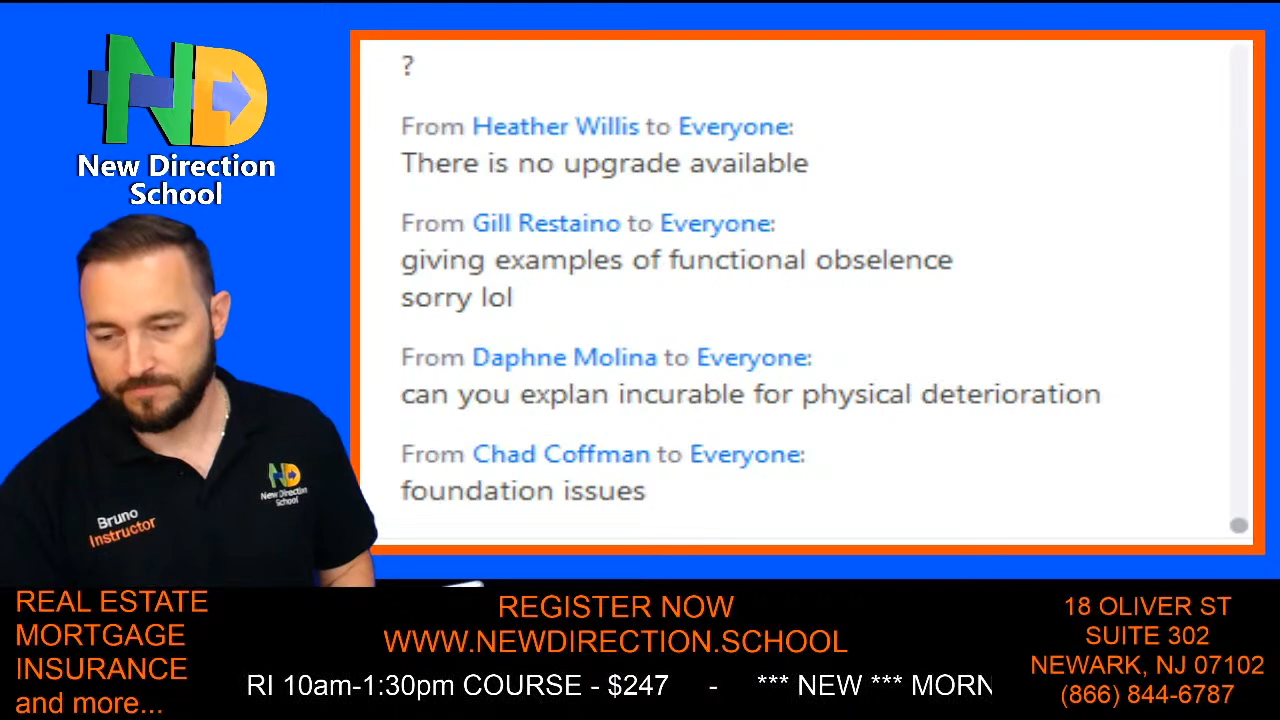 ND
New Direction
School
?
From Heather Willis to Everyone:
There is no upgrade available
From Gill Restaino to Everyone:
giving examples of functional obselence
sorry lol
From Daphne Molina to Everyone:
can you explan incurable for physical deterioration
From Chad Coffman to Everyone:
foundation issues
ND
New Direction
School
Bruno
Instructor
REAL ESTATE
MORTGAGE
INSURANCE
and more...
REGISTER NOW
WWW.NEWDIRECTION.SCHOOL
RI 10am-1:30pm COURSE - $247 - *** NEW *** MORN
18 OLIVER ST
SUITE 302
NEWARK, NJ 07102
(866) 844-6787